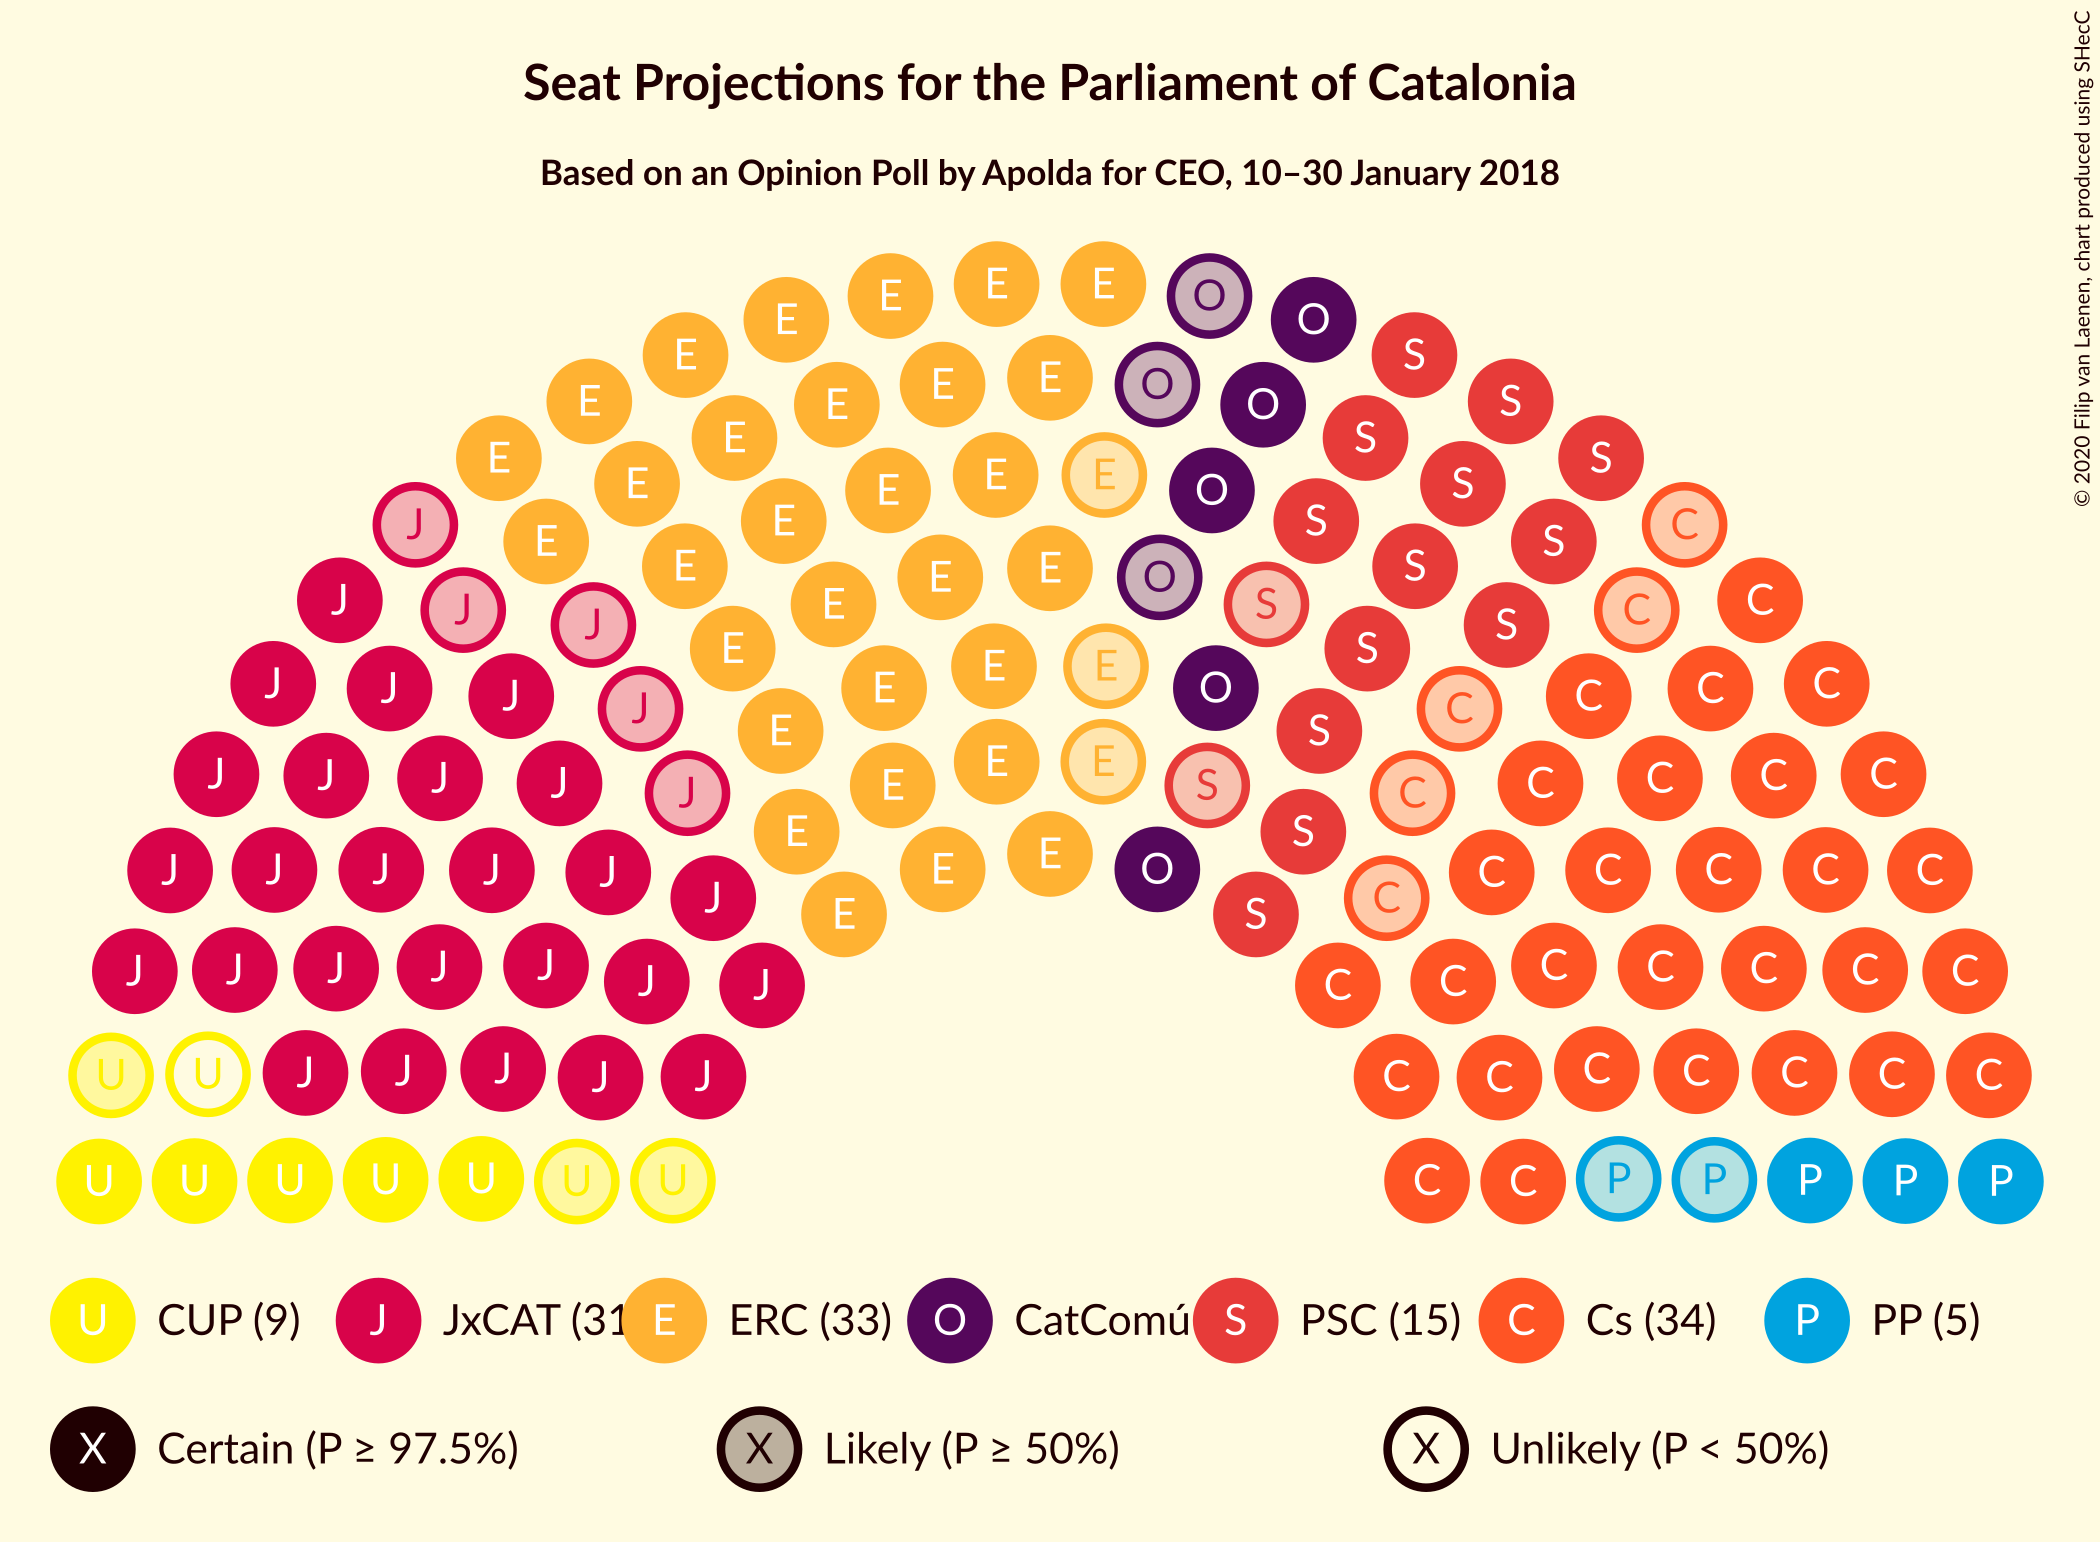 Seat Projections for the Parliament of Catalonia
Based on an Opinion Poll by Apolda for CEO, 10–30 January 2018
© 2020 Filip van Laenen, chart produced using SHecC
E E E E O O S S
E E E E E O O S S S
E E E E E O S S S C
J E E E E E O S S S C
J J J E E E E O S S S C C
J J J J E E E E O S S C C C C
J J J J J E E E E S S C C C C C
J J J J J J E E E O S C C C C C C
J J J J J J J C C C C C C C
U U J J J J J C C C C C C C
U U U U U U U C C P P P P P
U CUP (9) J JxCAT (31 E ERC (33) O CatComú S PSC (15) C Cs (34) P PP (5)
X Certain (P ≥ 97.5%) X Likely (P ≥ 50%) X Unlikely (P < 50%)